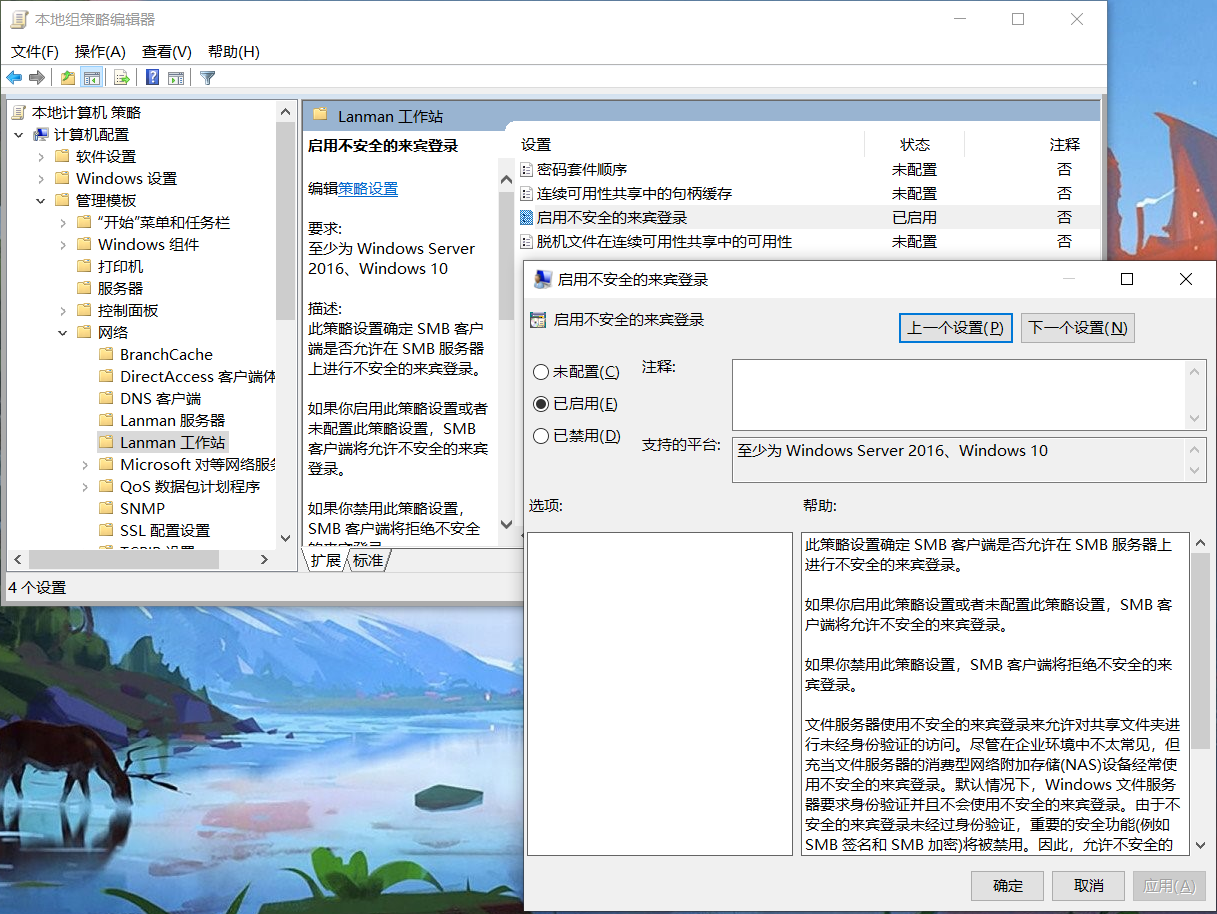 本地组策略编辑器
文件(F) 操作(A) 查看(V) 帮助(H)
本地计算机 策略
计算机配置
软件设置
Windows 设置
管理模板
“开始”菜单和任务栏
Windows 组件
打印机
服务器
控制面板
网络
BranchCache
DirectAccess 客户端体
DNS 客户端
Lanman 服务器
Lanman 工作站
Microsoft 对等网络服务
QoS 数据包计划程序
SNMP
SSL 配置设置
TCPIP 设置
4 个设置
Lanman 工作站
启用不安全的来宾登录
编辑策略设置
要求:
至少为 Windows Server
2016、Windows 10
描述:
此策略设置确定 SMB 客户
端是否允许在 SMB 服务器
上进行不安全的来宾登录。
如果你启用此策略设置或者
未配置此策略设置，SMB
客户端将允许不安全的来宾
登录。
如果你禁用此策略设置，
SMB 客户端将拒绝不安全
的来宾登录。
扩展 标准
设置 状态 注释
密码套件顺序 未配置 否
连续可用性共享中的句柄缓存 未配置 否
启用不安全的来宾登录 已启用 否
脱机文件在连续可用性共享中的可用性 未配置 否
启用不安全的来宾登录
启用不安全的来宾登录
上一个设置(P) 下一个设置(N)
未配置(C)
已启用(E)
已禁用(D)
注释:
支持的平台:
至少为 Windows Server 2016、Windows 10
选项:
帮助:
此策略设置确定 SMB 客户端是否允许在 SMB 服务器上
进行不安全的来宾登录。
如果你启用此策略设置或者未配置此策略设置，SMB 客
户端将允许不安全的来宾登录。
如果你禁用此策略设置，SMB 客户端将拒绝不安全的来
宾登录。
文件服务器使用不安全的来宾登录来允许对共享文件夹进
行未经身份验证的访问。尽管在企业环境中不太常见，但
充当文件服务器的消费型网络附加存储(NAS)设备经常使
用不安全的来宾登录。默认情况下，Windows 文件服务
器要求身份验证并且不会使用不安全的来宾登录。由于不
安全的来宾登录未经过身份验证，重要的安全功能(例如
SMB 签名和 SMB 加密)将被禁用。因此，允许不安全的
确定 取消 应用(A)